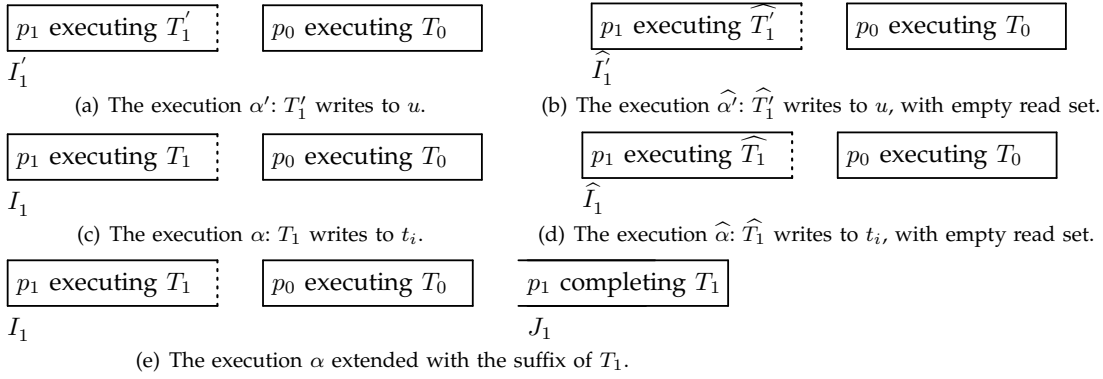 p₁ executing T₁′ p₀ executing T₀
I₁′
(a) The execution α′: T₁′ writes to u.
p₁ executing T̂₁′ p₀ executing T₀
Î₁′
(b) The execution α̂′: T̂₁′ writes to u, with empty read set.
p₁ executing T₁ p₀ executing T₀
I₁
(c) The execution α: T₁ writes to tᵢ.
p₁ executing T̂₁ p₀ executing T₀
Î₁
(d) The execution α̂: T̂₁ writes to tᵢ, with empty read set.
p₁ executing T₁ p₀ executing T₀ p₁ completing T₁
I₁ J₁
(e) The execution α extended with the suffix of T₁.